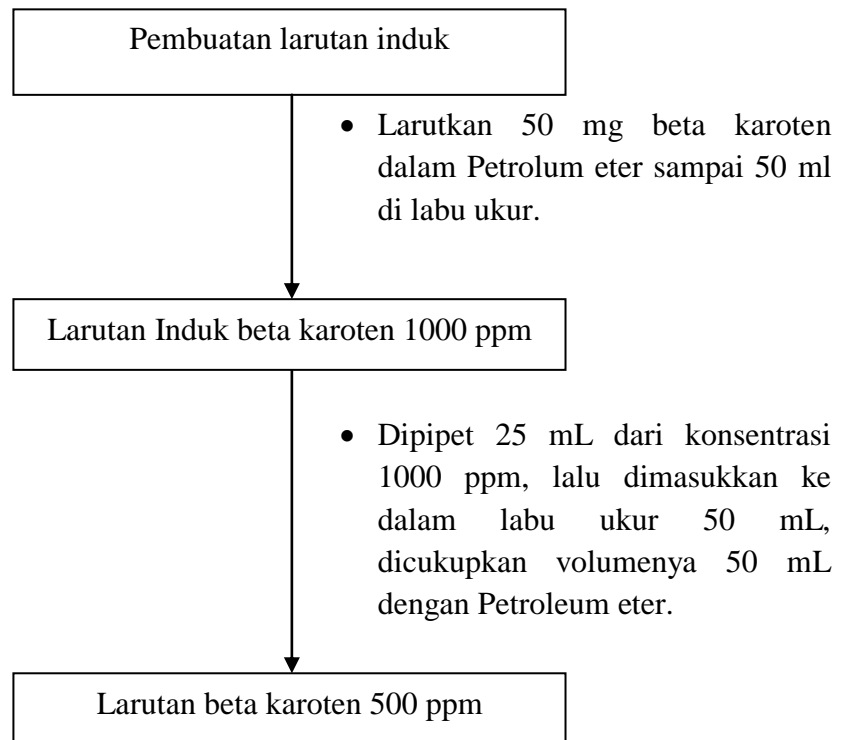 Pembuatan larutan induk
• Larutkan 50 mg beta karoten
dalam Petrolum eter sampai 50 ml
di labu ukur.
Larutan Induk beta karoten 1000 ppm
• Dipipet 25 mL dari konsentrasi
1000 ppm, lalu dimasukkan ke
dalam labu ukur 50 mL,
dicukupkan volumenya 50 mL
dengan Petroleum eter.
Larutan beta karoten 500 ppm